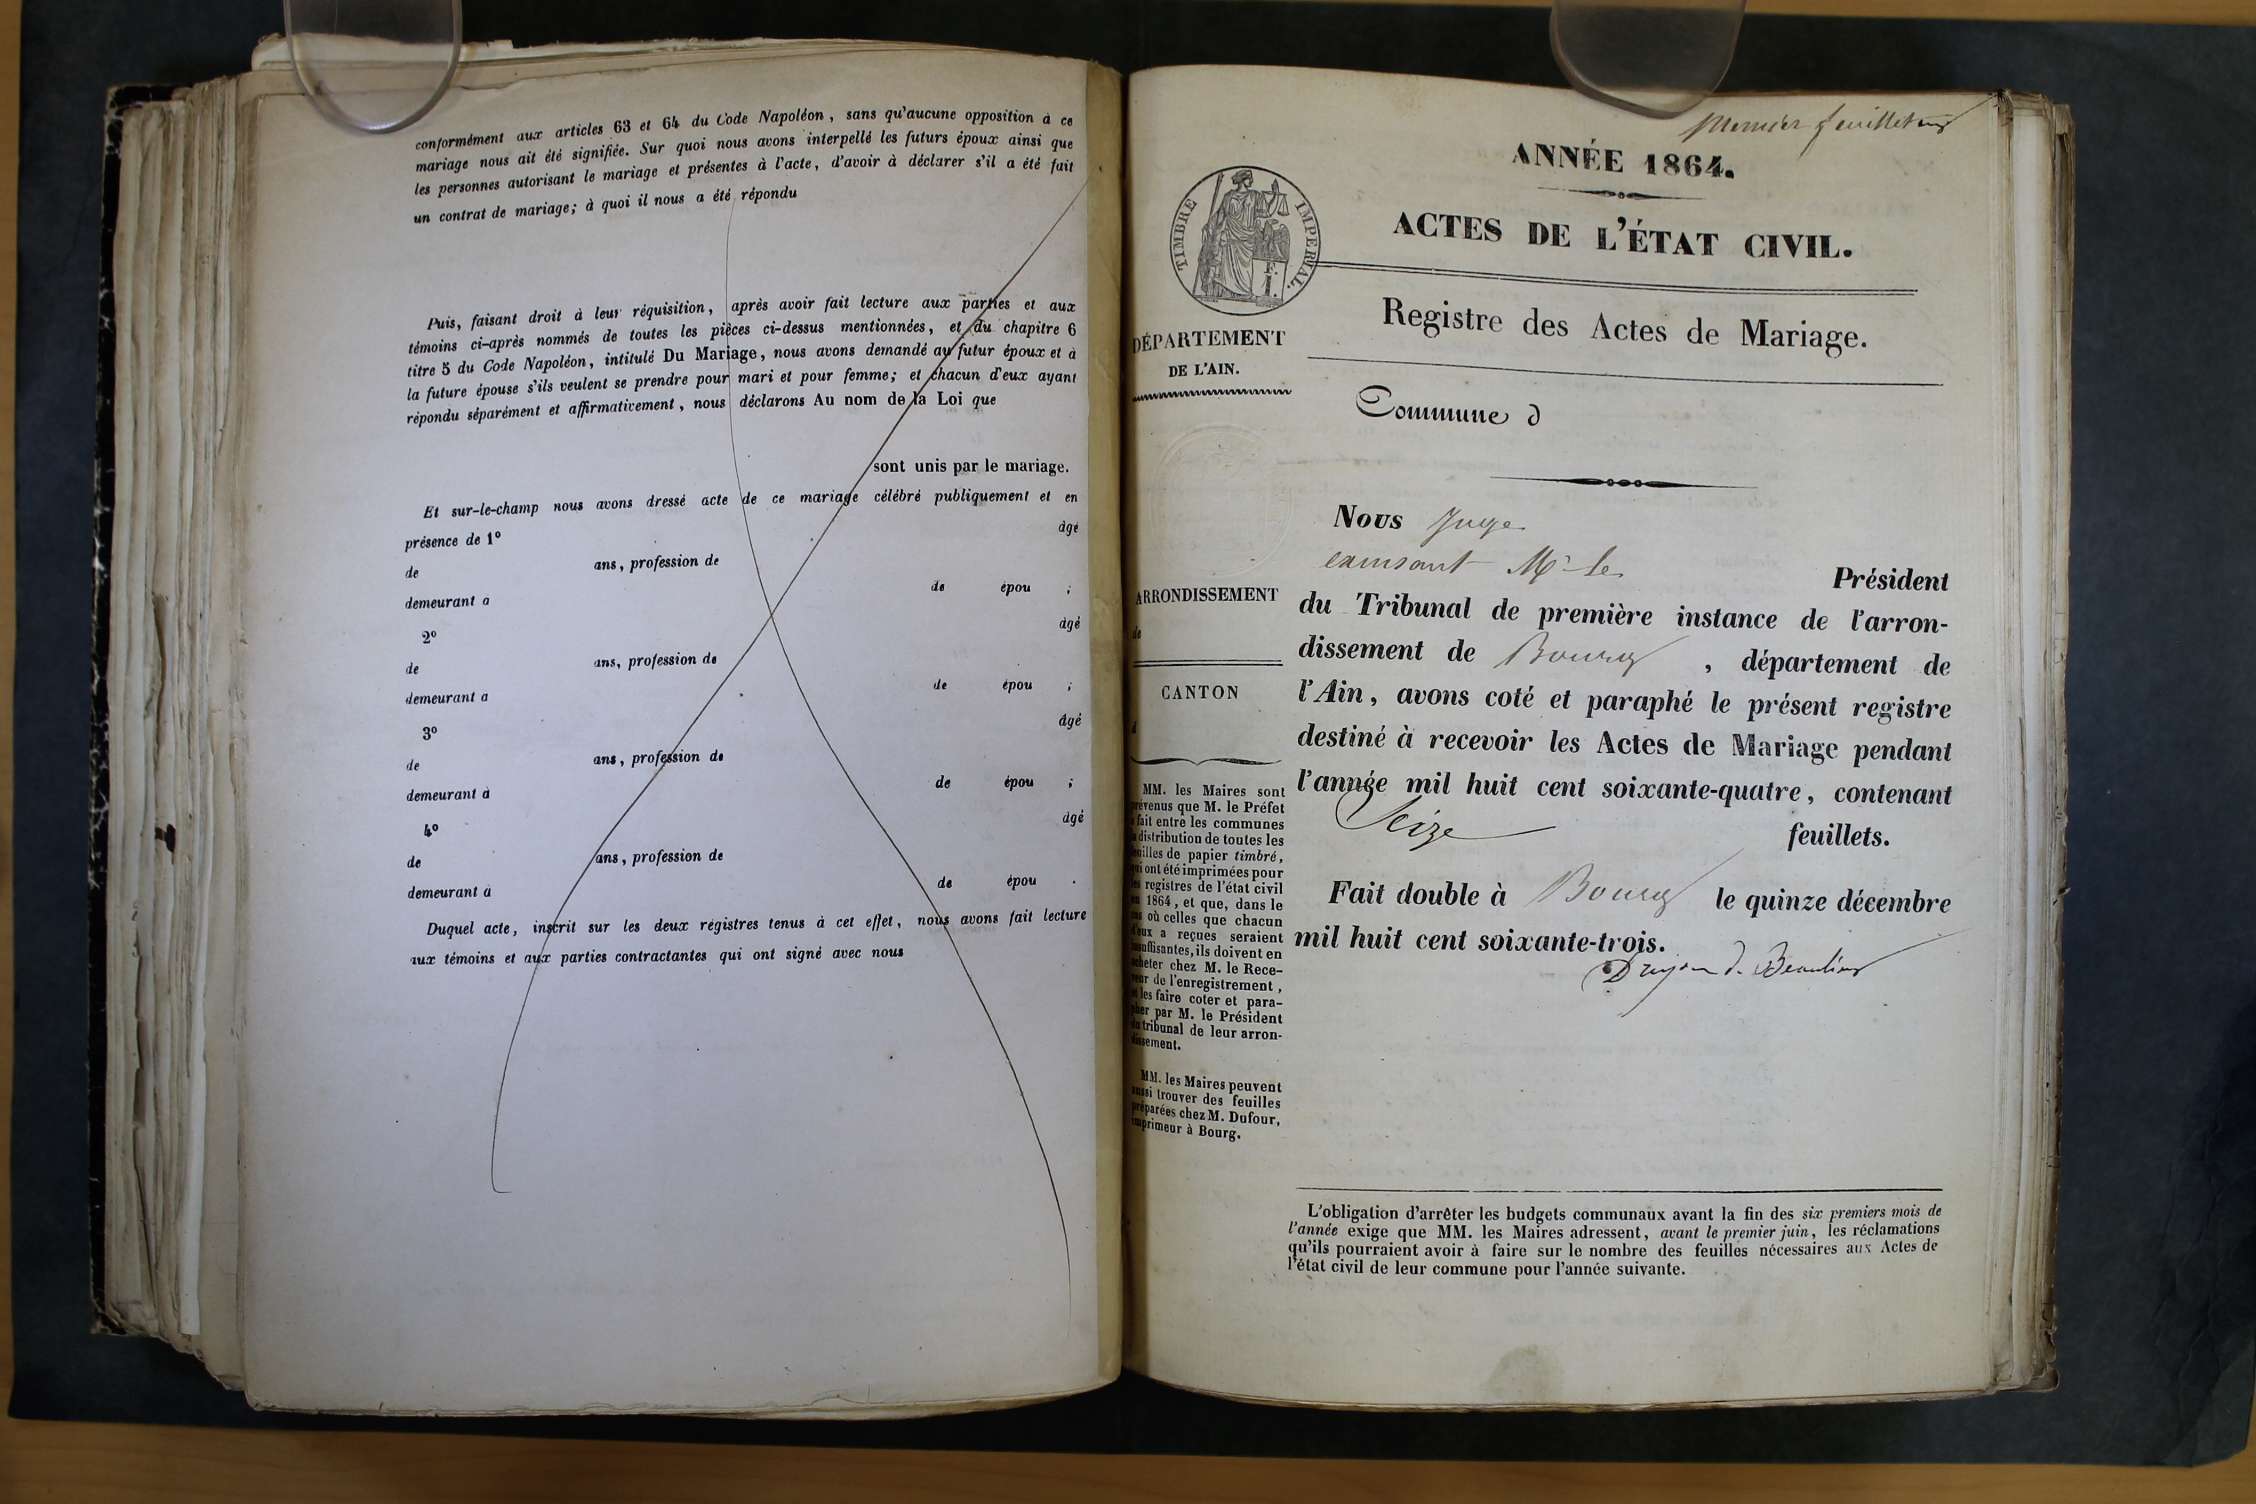 conformément aux articles 63 et 64 du Code Napoléon, sans qu'aucune opposition à ce
mariage nous ait été signifiée. Sur quoi nous avons interpellé les futurs époux ainsi que
les personnes autorisant le mariage et présentes à l'acte, d'avoir à déclarer s'il a été fait
un contrat de mariage; à quoi il nous a été répondu
Puis, faisant droit à leur réquisition, après avoir fait lecture aux parties et aux
témoins ci-après nommés de toutes les pièces ci-dessus mentionnées, et du chapitre 6
titre 5 du Code Napoléon, intitulé Du Mariage, nous avons demandé au futur époux et à
la future épouse s'ils veulent se prendre pour mari et pour femme; et chacun d'eux ayant
répondu séparément et affirmativement, nous déclarons Au nom de la Loi que
sont unis par le mariage.
Et sur-le-champ nous avons dressé acte de ce mariage célébré publiquement et en
présence de 1° âgé
de ans, profession de
demeurant à de épou ;
2° âgé
de ans, profession de
demeurant à de épou ;
3° âgé
de ans, profession de
demeurant à de épou ;
4° âgé
de ans, profession de
demeurant à de épou .
Duquel acte, inscrit sur les deux régistres tenus à cet effet, nous avons fait lecture
aux témoins et aux parties contractantes qui ont signé avec nous
Premier feuillet
ANNÉE 1864.
ACTES DE L'ÉTAT CIVIL.
TIMBRE IMPERIAL.
Registre des Actes de Mariage.
DÉPARTEMENT
DE L'AIN.
Commune d
ARRONDISSEMENT
de
CANTON
d
MM. les Maires sont
prévenus que M. le Préfet
a fait entre les communes
la distribution de toutes les
feuilles de papier timbré,
qui ont été imprimées pour
les registres de l'état civil
en 1864, et que, dans le
cas où celles que chacun
d'eux a reçues seraient
insuffisantes, ils doivent en
acheter chez M. le Rece-
veur de l'enregistrement,
et les faire coter et para-
pher par M. le Président
du tribunal de leur arron-
dissement.
MM. les Maires peuvent
aussi trouver des feuilles
préparées chez M. Dufour,
imprimeur à Bourg.
Nous Juge
excusant Mr le Président
du Tribunal de première instance de l'arron-
dissement de Bourg, département de
l'Ain, avons coté et paraphé le présent registre
destiné à recevoir les Actes de Mariage pendant
l'année mil huit cent soixante-quatre, contenant
Seize feuillets.
Fait double à Bourg le quinze décembre
mil huit cent soixante-trois.
de Beaulieu
L'obligation d'arrêter les budgets communaux avant la fin des six premiers mois de
l'année exige que MM. les Maires adressent, avant le premier juin, les réclamations
qu'ils pourraient avoir à faire sur le nombre des feuilles nécessaires aux Actes de
l'état civil de leur commune pour l'année suivante.